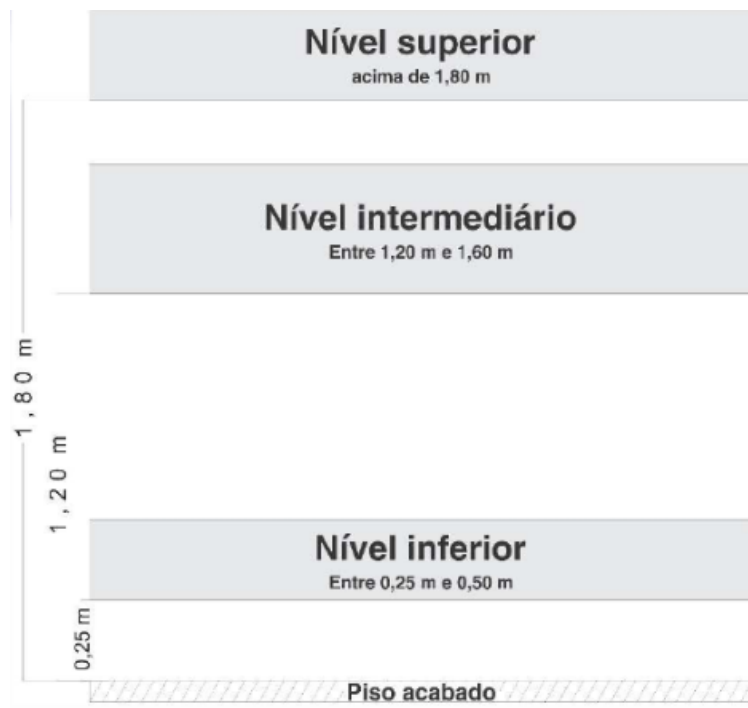 Nível superior
acima de 1,80 m
Nível intermediário
Entre 1,20 m e 1,60 m
1,80 m
1,20 m
Nível inferior
Entre 0,25 m e 0,50 m
0,25 m
Piso acabado